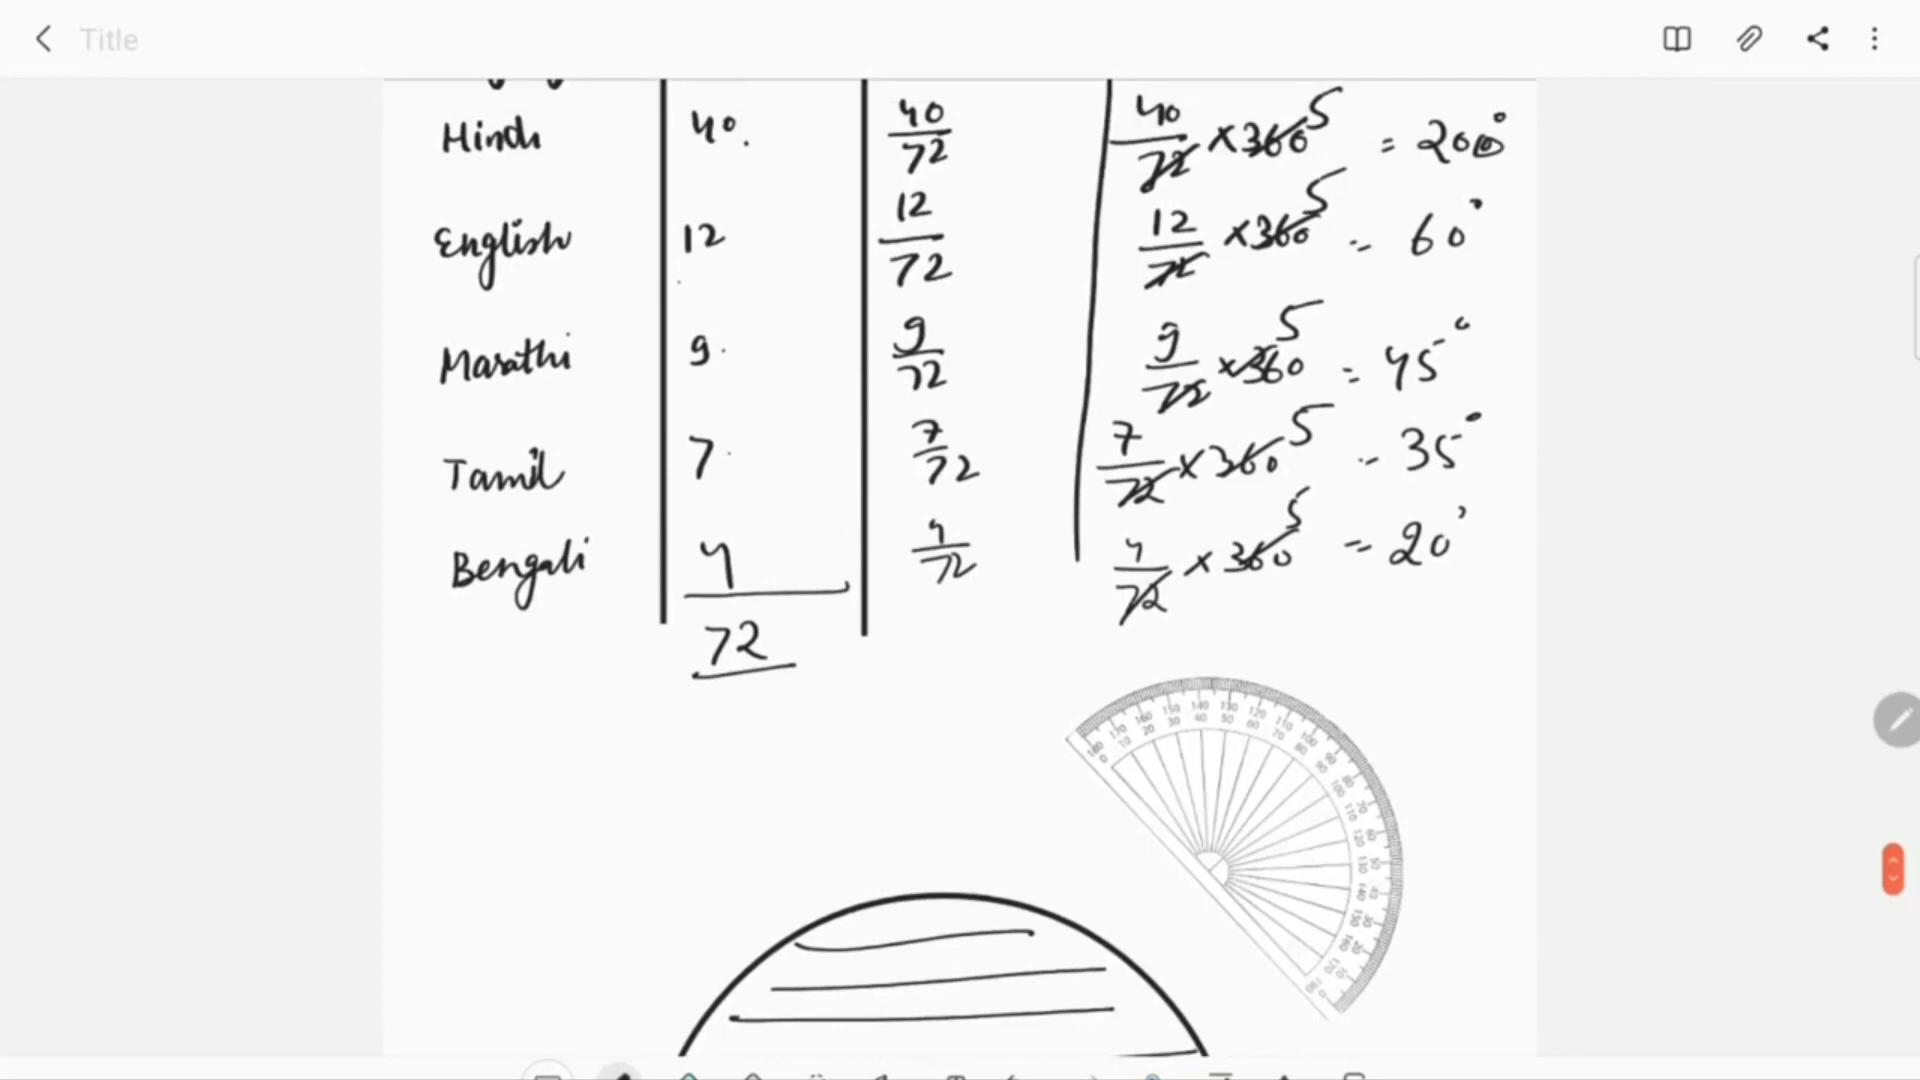 Title
Hindi 40 40/72 40/72 ×360 5 = 200°
English 12 12/72 12/72 ×360 5 = 60°
Marathi 9 9/72 9/72 ×360 5 = 45°
Tamil 7 7/72 7/72 ×360 5 = 35°
Bengali 4 4/72 4/72 × 360 5 = 20°
72